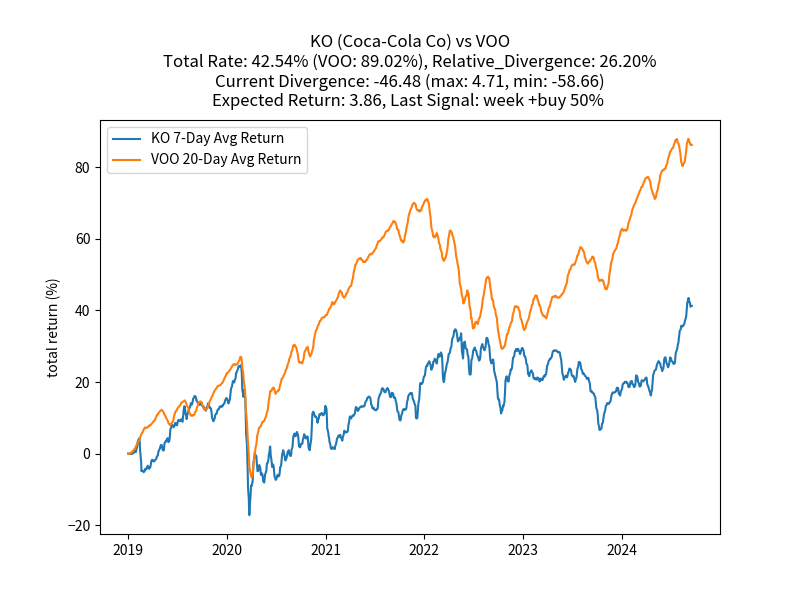 KO (Coca-Cola Co) vs VOO
Total Rate: 42.54% (VOO: 89.02%), Relative_Divergence: 26.20%
Current Divergence: -46.48 (max: 4.71, min: -58.66)
Expected Return: 3.86, Last Signal: week +buy 50%
KO 7-Day Avg Return
VOO 20-Day Avg Return
total return (%)
80
60
40
20
0
−20
2019 2020 2021 2022 2023 2024